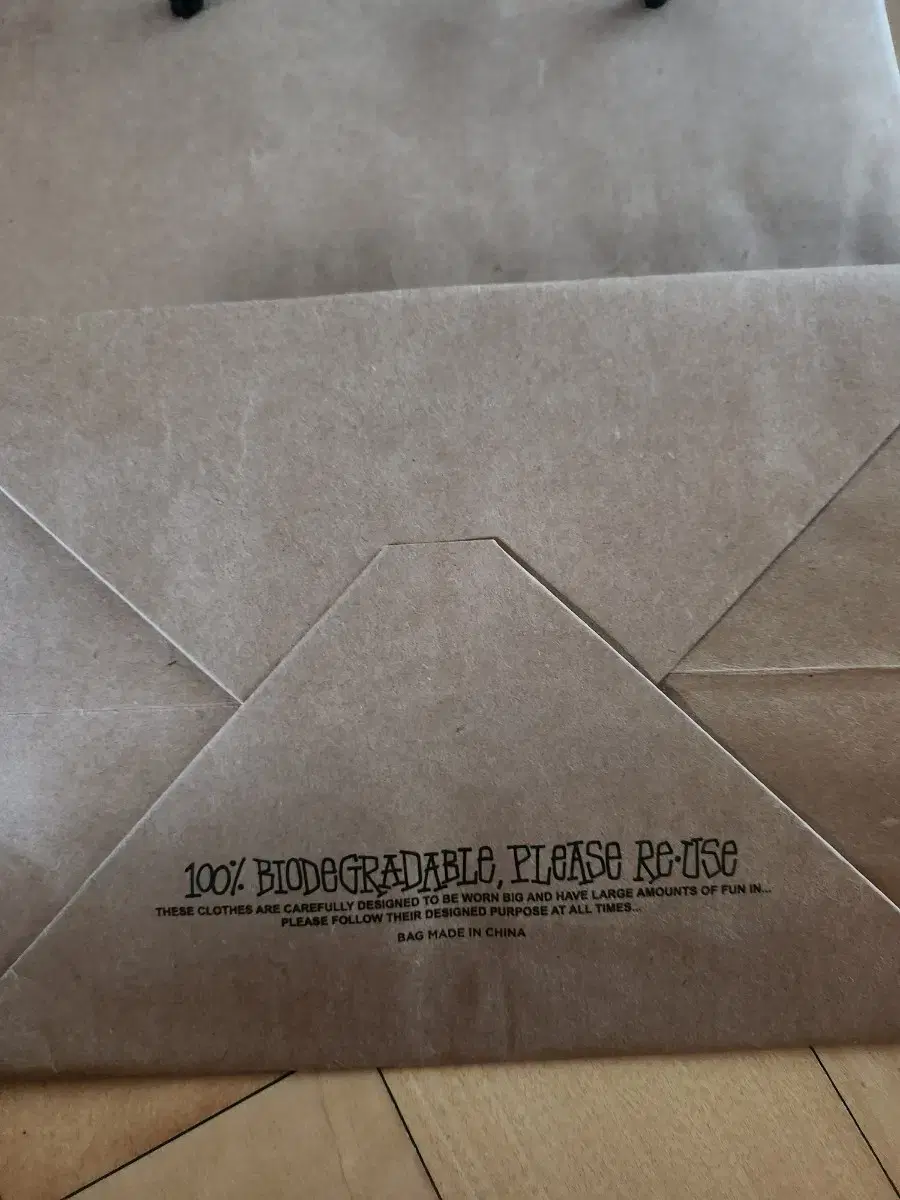 100% BIODEGRADABLE, PLEASE RE-USE
THESE CLOTHES ARE CAREFULLY DESIGNED TO BE WORN BIG AND HAVE LARGE AMOUNTS OF FUN IN...
PLEASE FOLLOW THEIR DESIGNED PURPOSE AT ALL TIMES...
BAG MADE IN CHINA